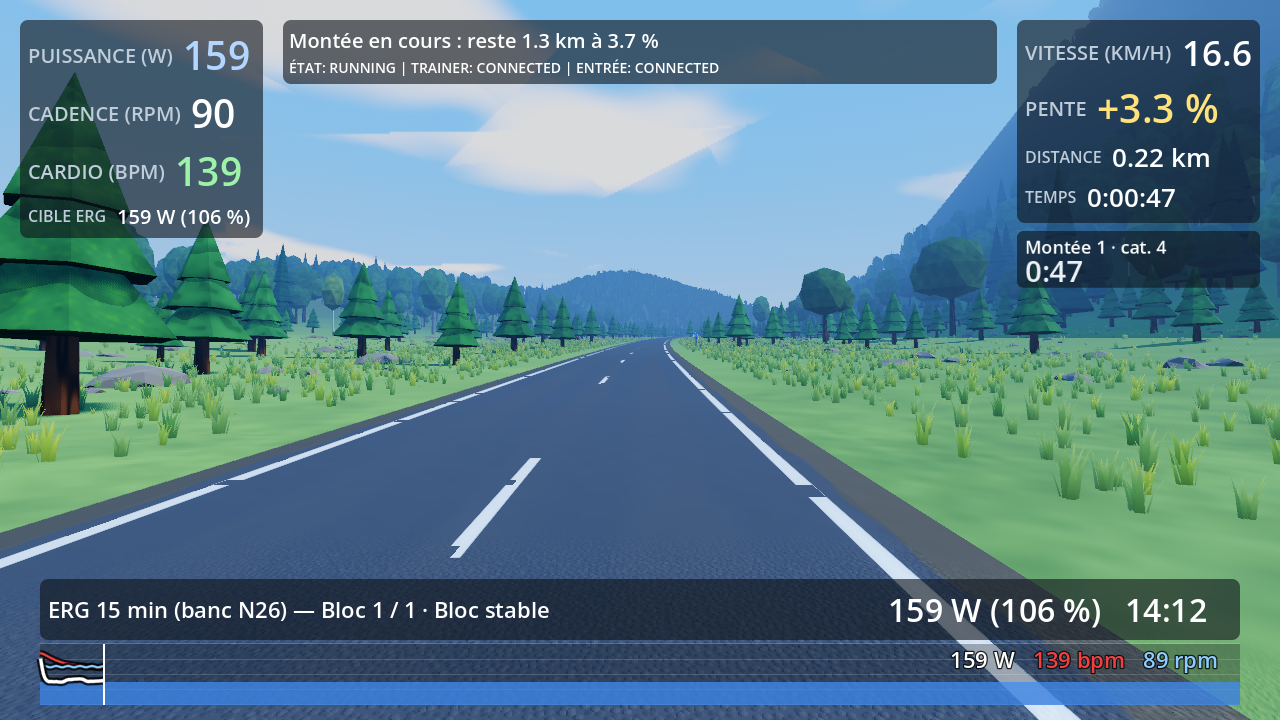 PUISSANCE (W) 159
CADENCE (RPM) 90
CARDIO (BPM) 139
CIBLE ERG 159 W (106 %)
Montée en cours : reste 1.3 km à 3.7 %
ÉTAT: RUNNING | TRAINER: CONNECTED | ENTRÉE: CONNECTED
VITESSE (KM/H) 16.6
PENTE +3.3 %
DISTANCE 0.22 km
TEMPS 0:00:47
Montée 1 · cat. 4
0:47
ERG 15 min (banc N26) — Bloc 1 / 1 · Bloc stable 159 W (106 %) 14:12
159 W 139 bpm 89 rpm